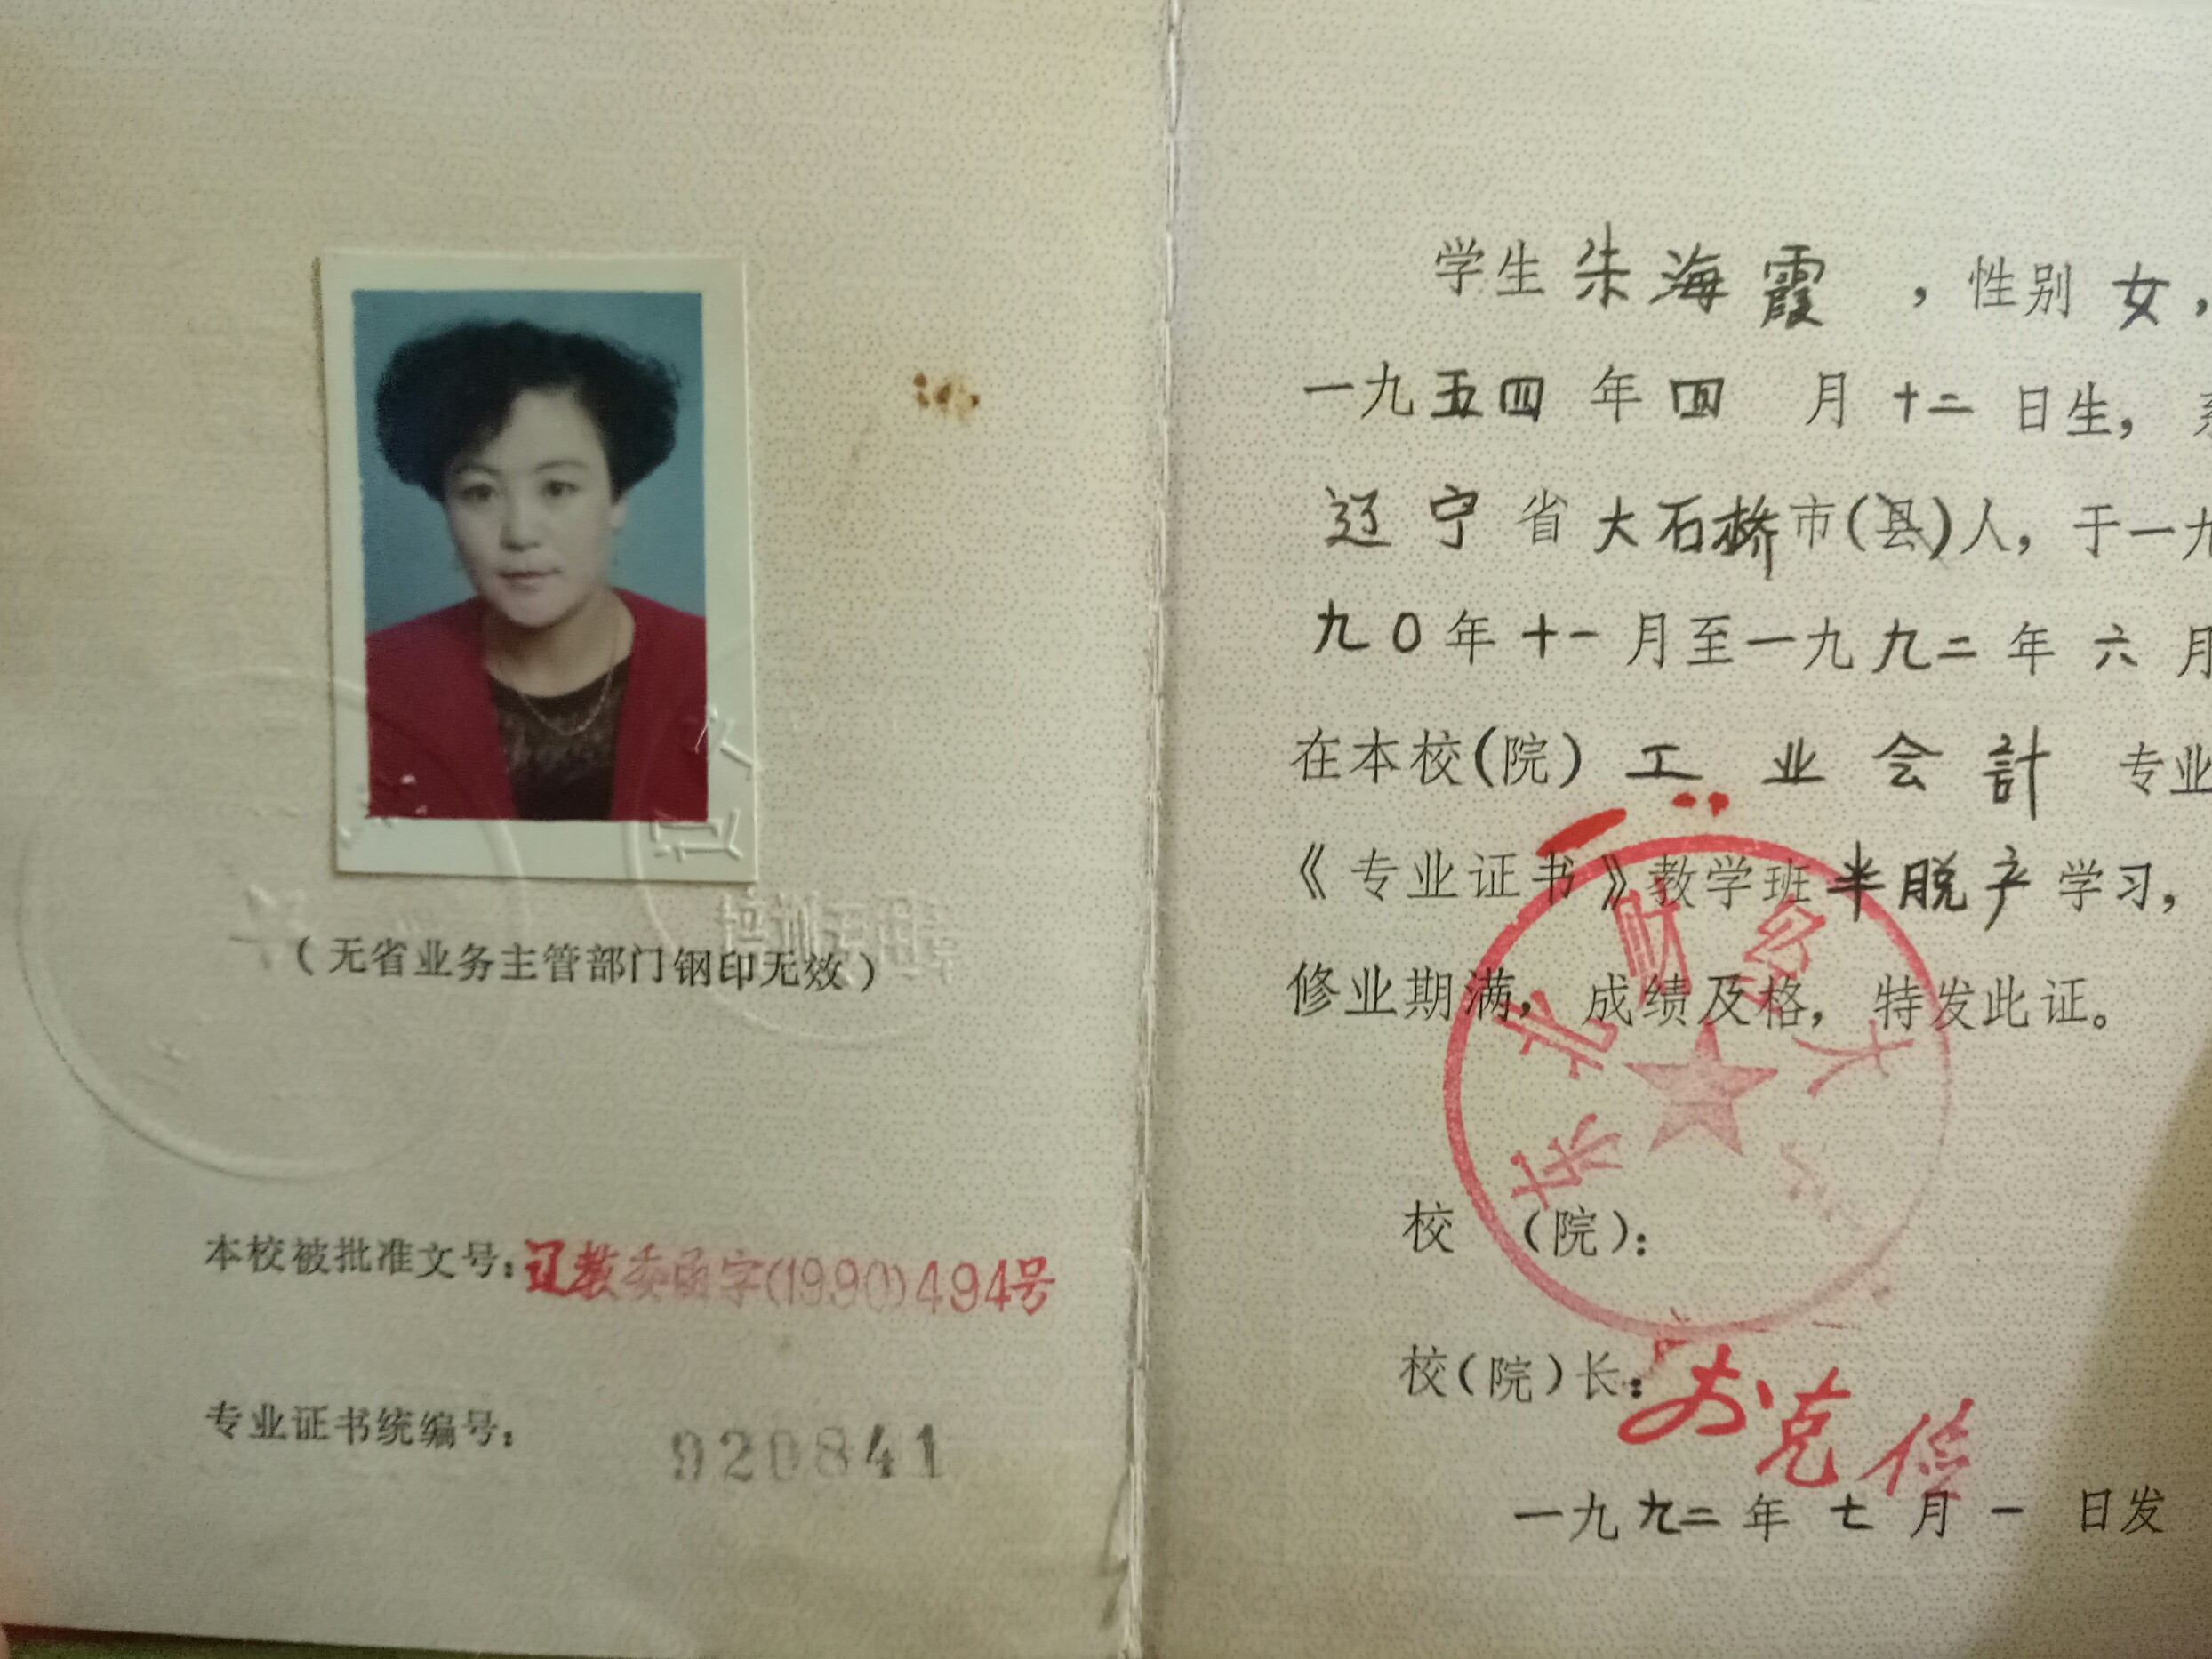 （无省业务主管部门钢印无效）
本校被批准文号：辽教委函字(1990)494号
专业证书统编号：
920841
学生朱海霞，性别女，
一九五四年四月十二日生，
辽宁省大石桥市(县)人，于一九
九0年十一月至一九九二年六月
在本校(院)工业会計专业
《专业证书》教学班半脱产学习，
修业期满，成绩及格，特发此证。
东北财经大
校（院）：
校(院)长：
一九九二年七月一日发
培训专用章